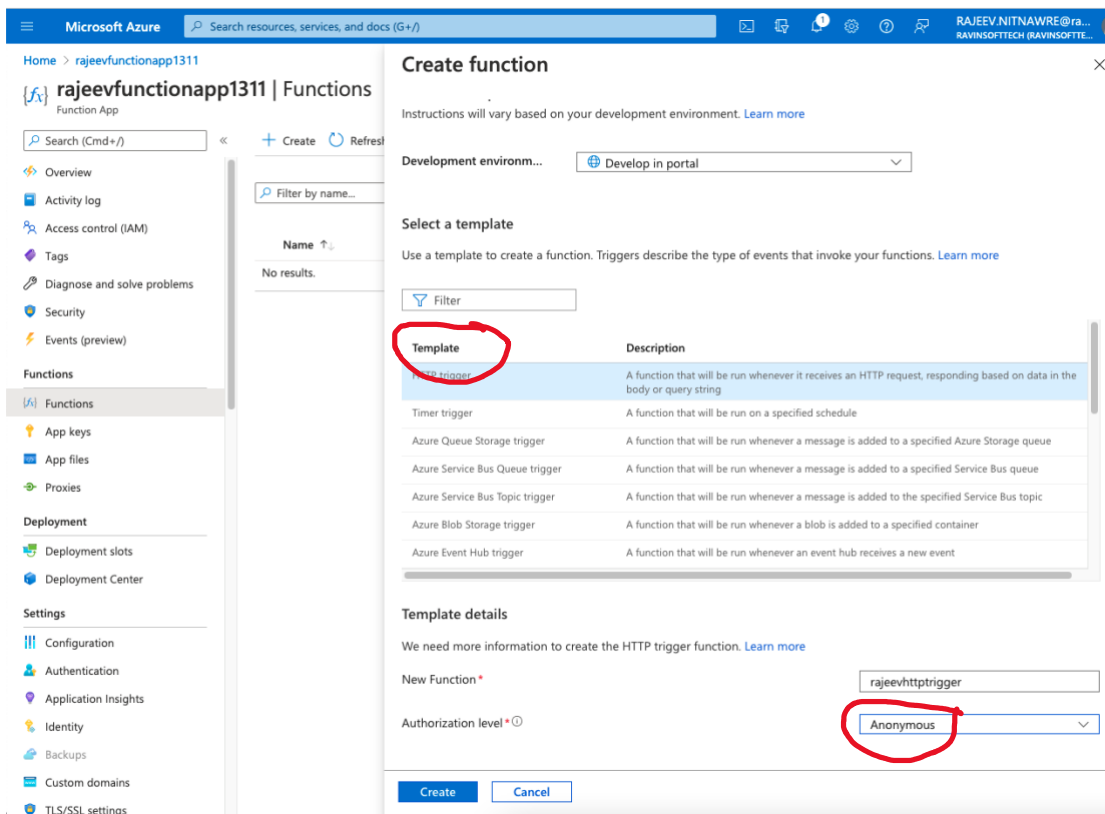 Microsoft Azure
Search resources, services, and docs (G+/)
1
RAJEEV.NITNAWRE@ra...
RAVINSOFTTECH (RAVINSOFTTE...
Home > rajeevfunctionapp1311
{fx} rajeevfunctionapp1311 | Functions
Function App
Search (Cmd+/)
«
Overview
Activity log
Access control (IAM)
Tags
Diagnose and solve problems
Security
Events (preview)
Functions
Functions
App keys
App files
Proxies
Deployment
Deployment slots
Deployment Center
Settings
Configuration
Authentication
Application Insights
Identity
Backups
Custom domains
TLS/SSL settings
+ Create Refresh
Filter by name...
Name ↑↓
No results.
Create function
Instructions will vary based on your development environment. Learn more
Development environm... Develop in portal
Select a template
Use a template to create a function. Triggers describe the type of events that invoke your functions. Learn more
Filter
Template Description
HTTP trigger A function that will be run whenever it receives an HTTP request, responding based on data in the
body or query string
Timer trigger A function that will be run on a specified schedule
Azure Queue Storage trigger A function that will be run whenever a message is added to a specified Azure Storage queue
Azure Service Bus Queue trigger A function that will be run whenever a message is added to a specified Service Bus queue
Azure Service Bus Topic trigger A function that will be run whenever a message is added to the specified Service Bus topic
Azure Blob Storage trigger A function that will be run whenever a blob is added to a specified container
Azure Event Hub trigger A function that will be run whenever an event hub receives a new event
Template details
We need more information to create the HTTP trigger function. Learn more
New Function * rajeevhttptrigger
Authorization level * Anonymous
Create Cancel